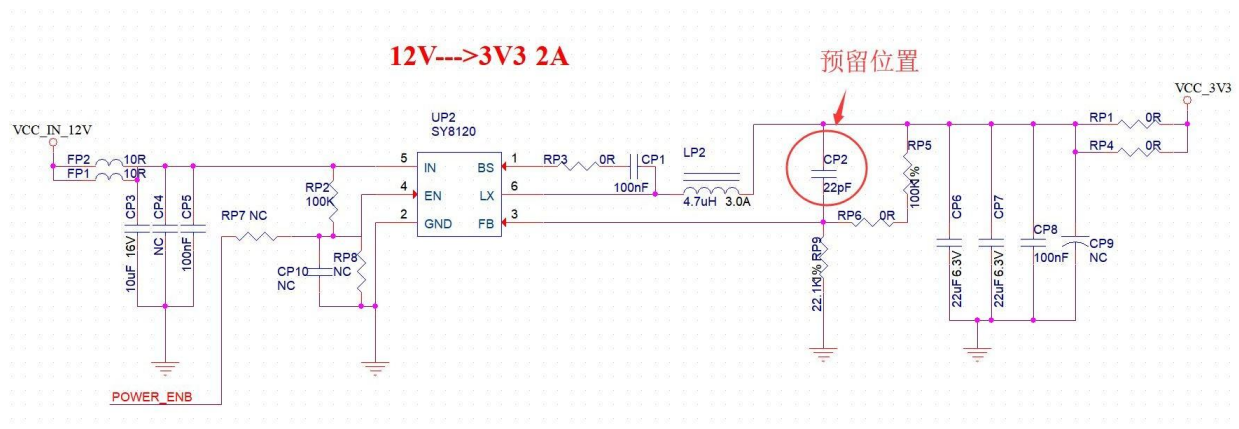 12V--->3V3 2A
预留位置
VCC_IN_12V
VCC_3V3
UP2
SY8120
FP2 10R
FP1 10R
5 IN BS 1
4 EN LX 6
2 GND FB 3
RP3 0R
CP1
100nF
LP2
4.7uH 3.0A
CP2
22pF
RP5
100K1%
RP6 0R
RP9
22.1K1%
RP1 0R
RP4 0R
CP3
10uF 16V
CP4
NC
CP5
100nF
RP2
100K
RP7 NC
RP8
NC
CP10
NC
CP6
22uF 6.3V
CP7
22uF 6.3V
CP8
100nF
CP9
NC
POWER_ENB